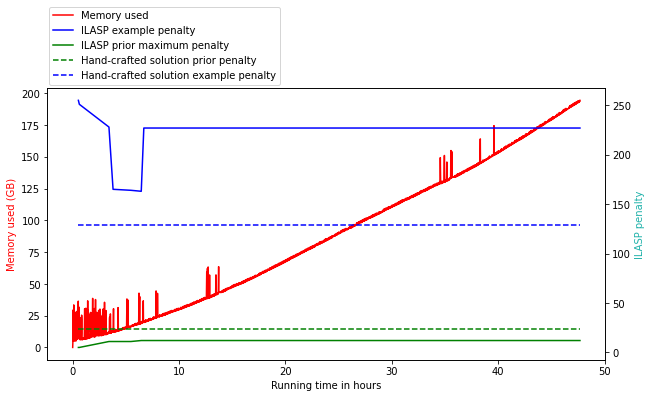 Memory used
ILASP example penalty
ILASP prior maximum penalty
Hand-crafted solution prior penalty
Hand-crafted solution example penalty
200
175
150
125
100
75
50
25
0
Memory used (GB)
250
200
150
100
50
0
ILASP penalty
0
10
20
30
40
50
Running time in hours